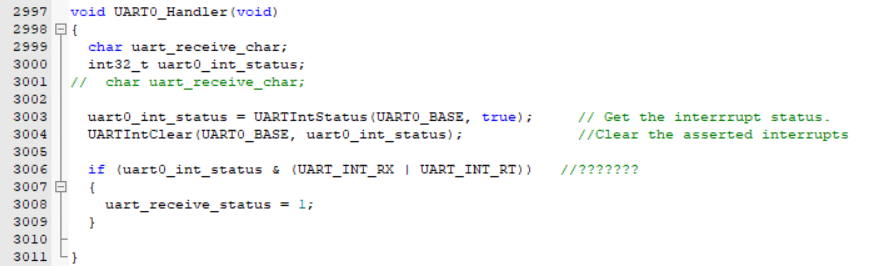 2997 void UART0_Handler(void)
2998 {
2999 char uart_receive_char;
3000 int32_t uart0_int_status;
3001 // char uart_receive_char;
3002
3003 uart0_int_status = UARTIntStatus(UART0_BASE, true); // Get the interrrupt status.
3004 UARTIntClear(UART0_BASE, uart0_int_status); //Clear the asserted interrupts
3005
3006 if (uart0_int_status & (UART_INT_RX | UART_INT_RT)) //???????
3007 {
3008 uart_receive_status = 1;
3009 }
3010
3011 }